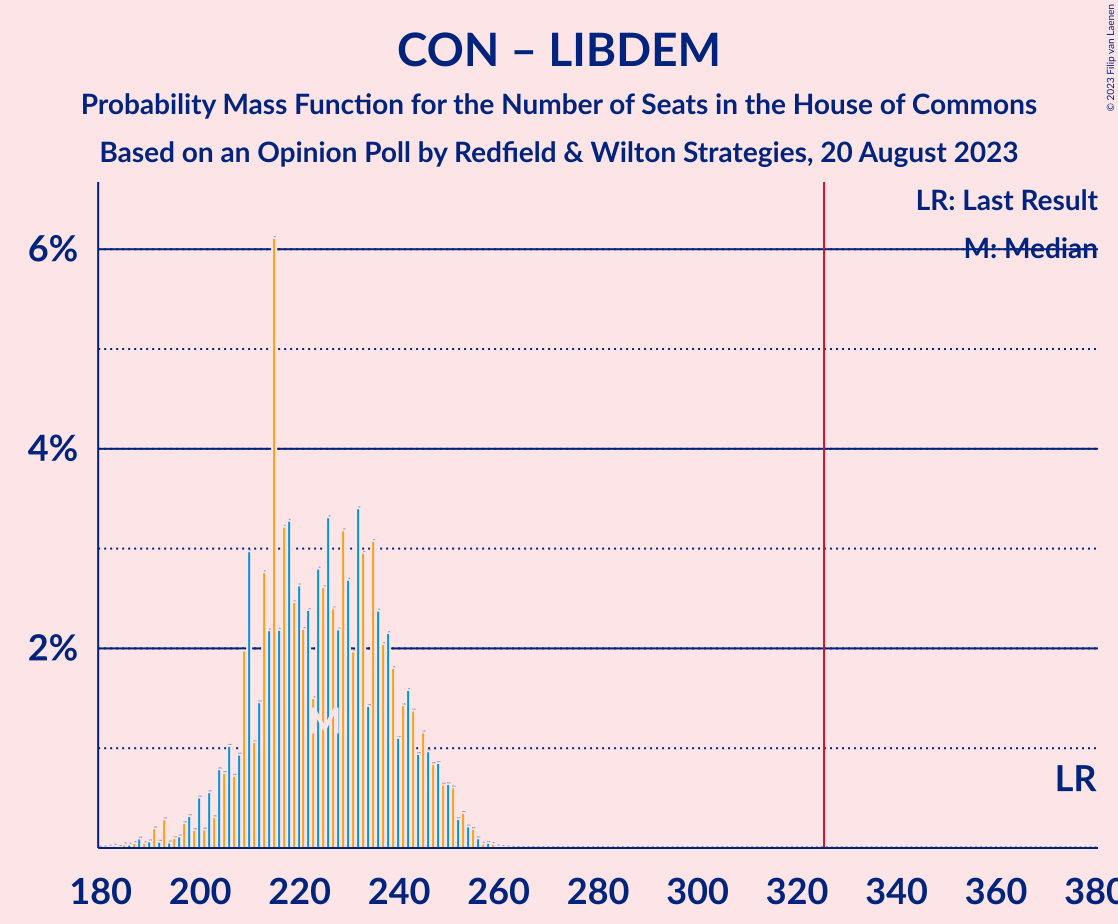 CON – LIBDEM
Probability Mass Function for the Number of Seats in the House of Commons
Based on an Opinion Poll by Redfield & Wilton Strategies, 20 August 2023
© 2023 Filip van Laenen
LR: Last Result
M: Median
6%
4%
2%
M
LR
180 200 220 240 260 280 300 320 340 360 380